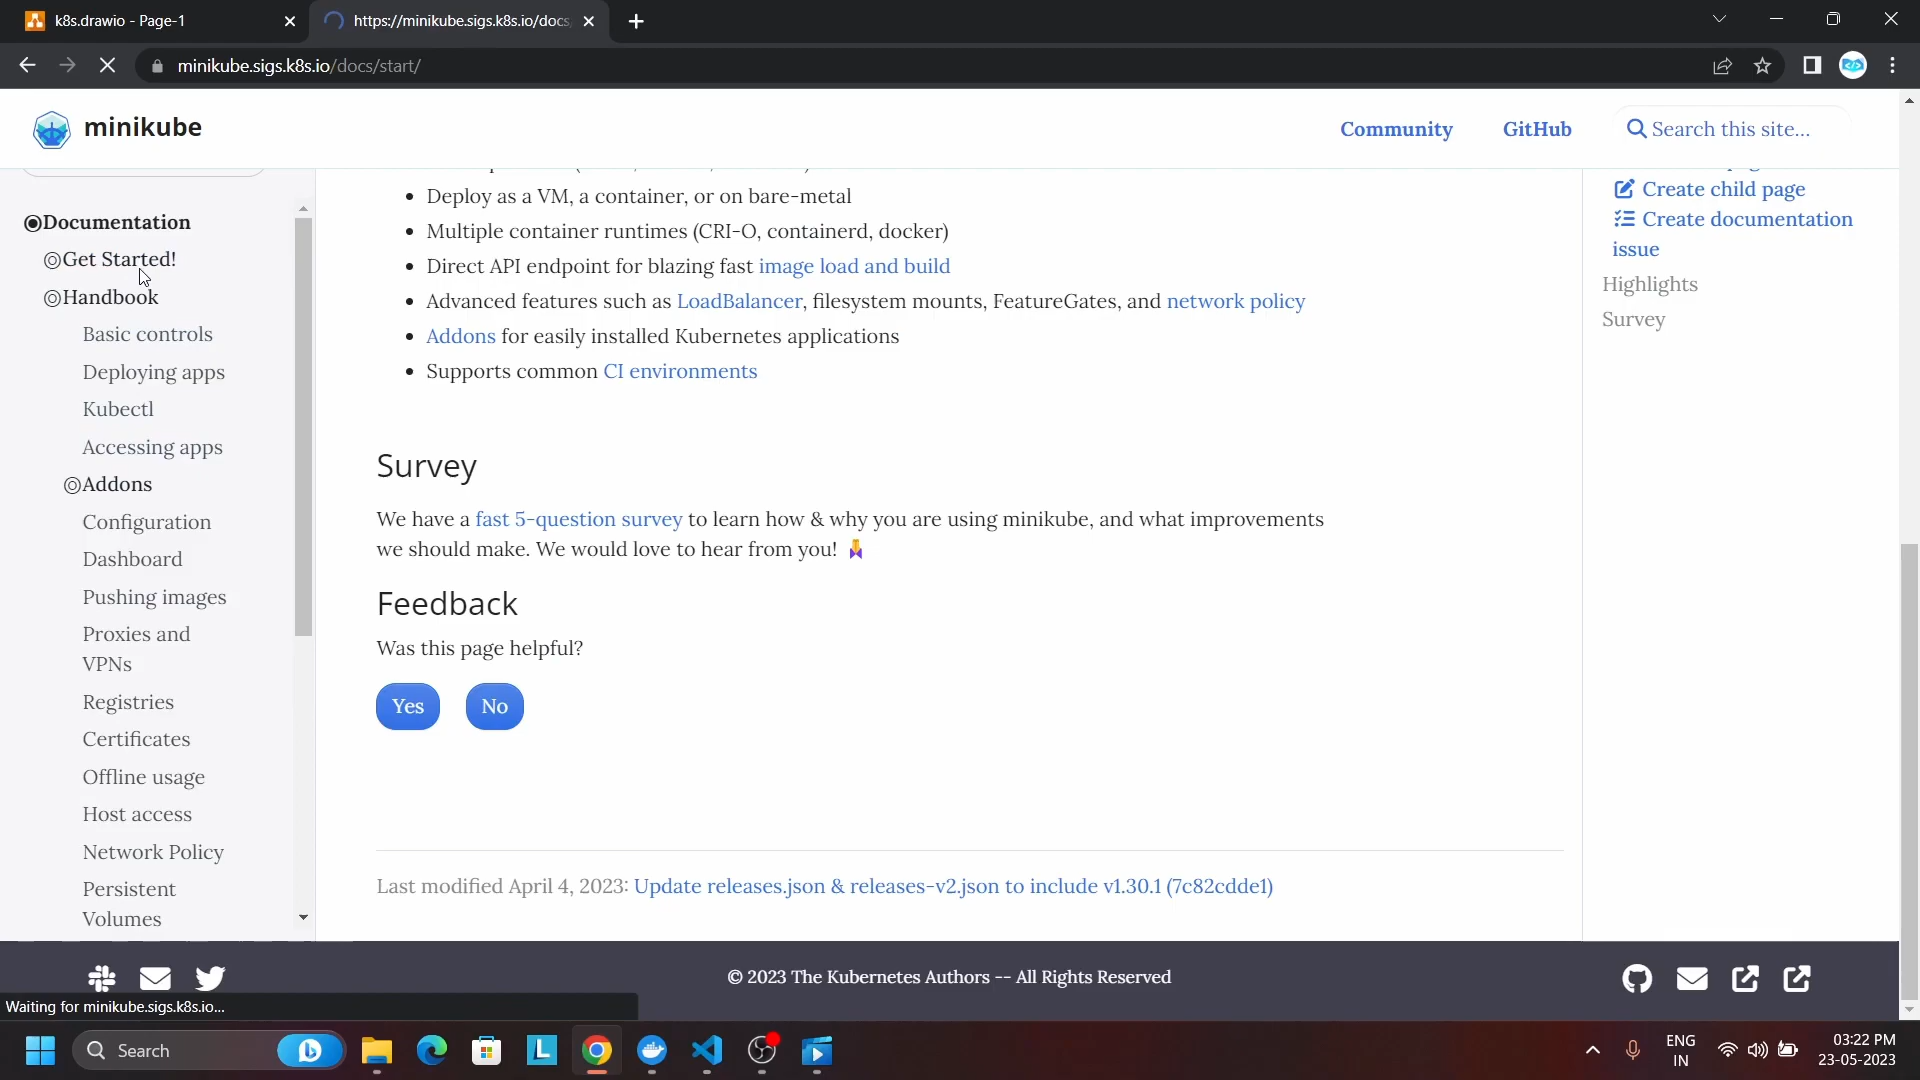 k8s.drawio - Page-1
https://minikube.sigs.k8s.io/docs
minikube.sigs.k8s.io/docs/start/
minikube
Community
GitHub
Search this site...
Documentation
Get Started!
Handbook
Basic controls
Deploying apps
Kubectl
Accessing apps
Addons
Configuration
Dashboard
Pushing images
Proxies and
VPNs
Registries
Certificates
Offline usage
Host access
Network Policy
Persistent
Volumes
Deploy as a VM, a container, or on bare-metal
Multiple container runtimes (CRI-O, containerd, docker)
Direct API endpoint for blazing fast image load and build
Advanced features such as LoadBalancer, filesystem mounts, FeatureGates, and network policy
Addons for easily installed Kubernetes applications
Supports common CI environments
Survey
We have a fast 5-question survey to learn how & why you are using minikube, and what improvements
we should make. We would love to hear from you!
Feedback
Was this page helpful?
Yes
No
Last modified April 4, 2023: Update releases.json & releases-v2.json to include v1.30.1 (7c82cdde1)
Create child page
Create documentation
issue
Highlights
Survey
© 2023 The Kubernetes Authors -- All Rights Reserved
Waiting for minikube.sigs.k8s.io...
Search
ENG
IN
03:22 PM
23-05-2023